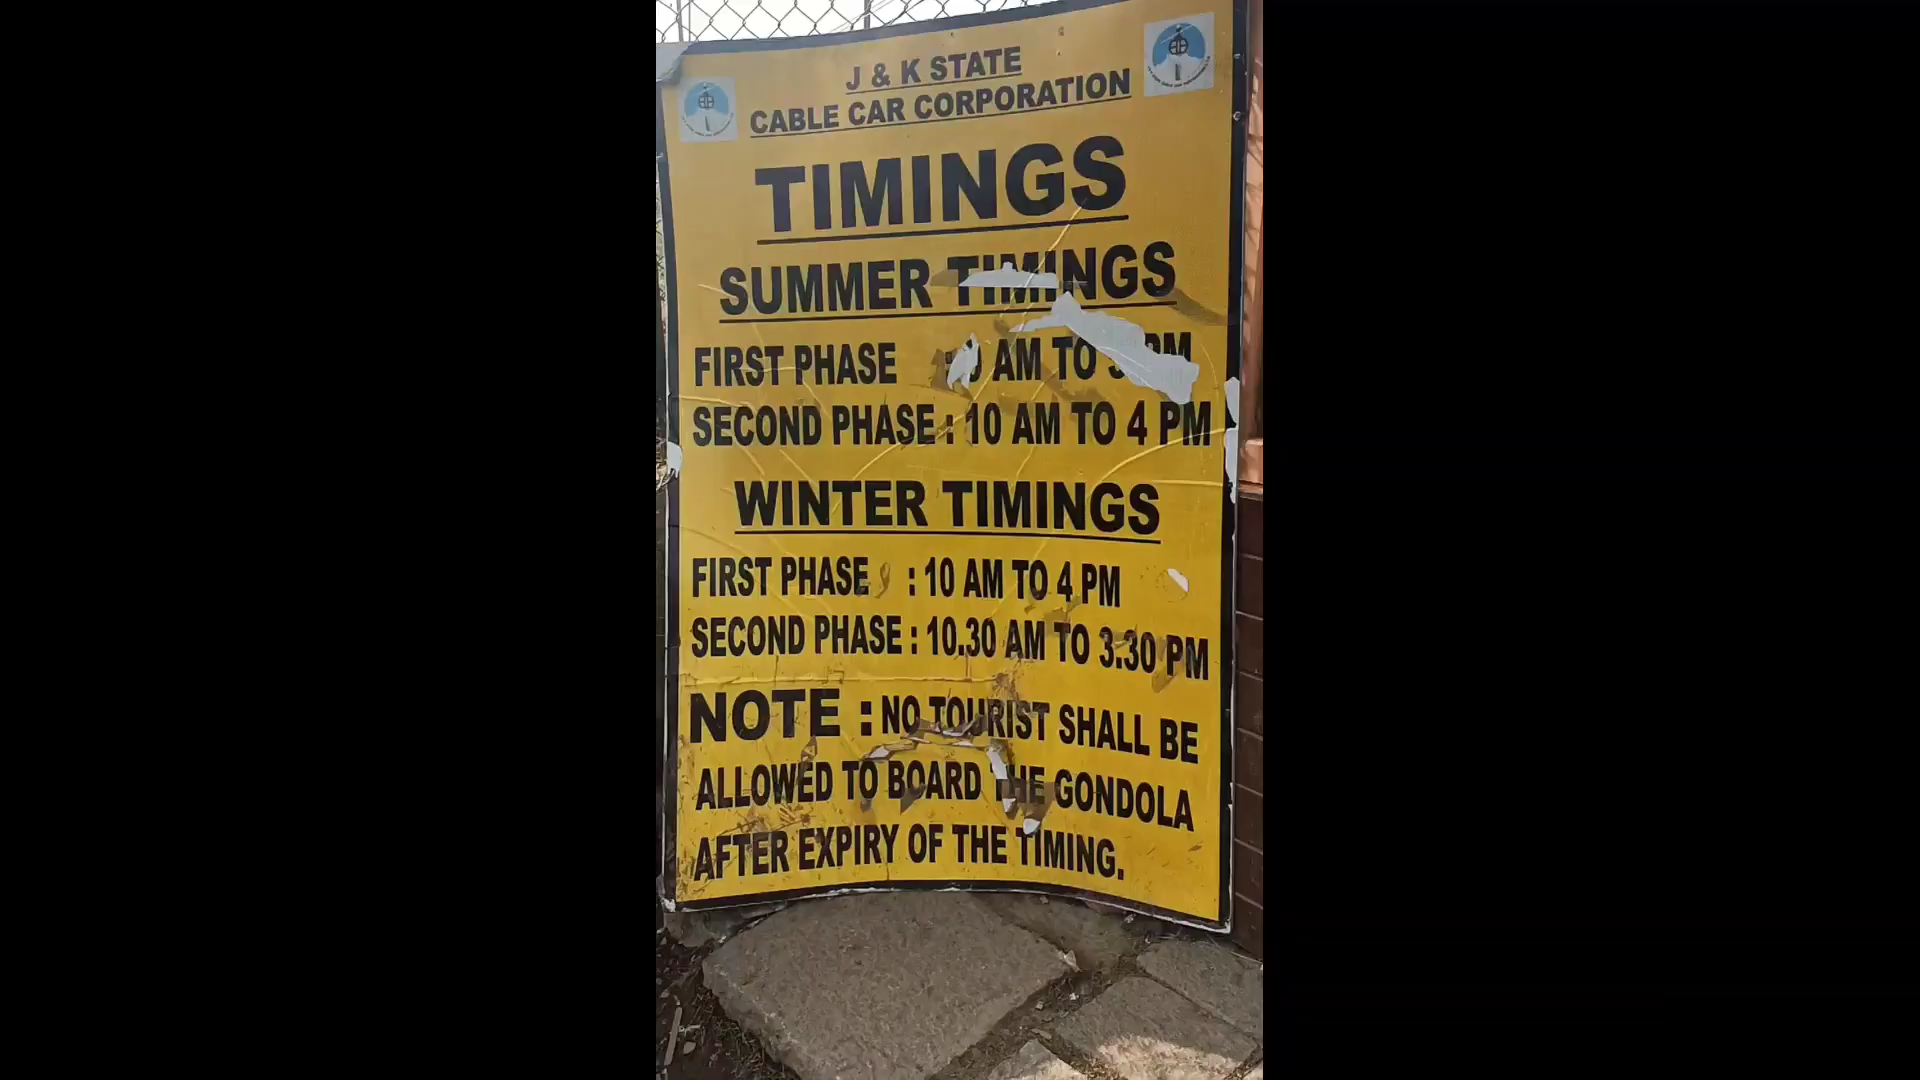 J & K STATE
CABLE CAR CORPORATION
TIMINGS
SUMMER TIMINGS
FIRST PHASE : AM TO PM
SECOND PHASE : 10 AM TO 4 PM
WINTER TIMINGS
FIRST PHASE : 10 AM TO 4 PM
SECOND PHASE : 10.30 AM TO 3.30 PM
NOTE : NO TOURIST SHALL BE
ALLOWED TO BOARD THE GONDOLA
AFTER EXPIRY OF THE TIMING.